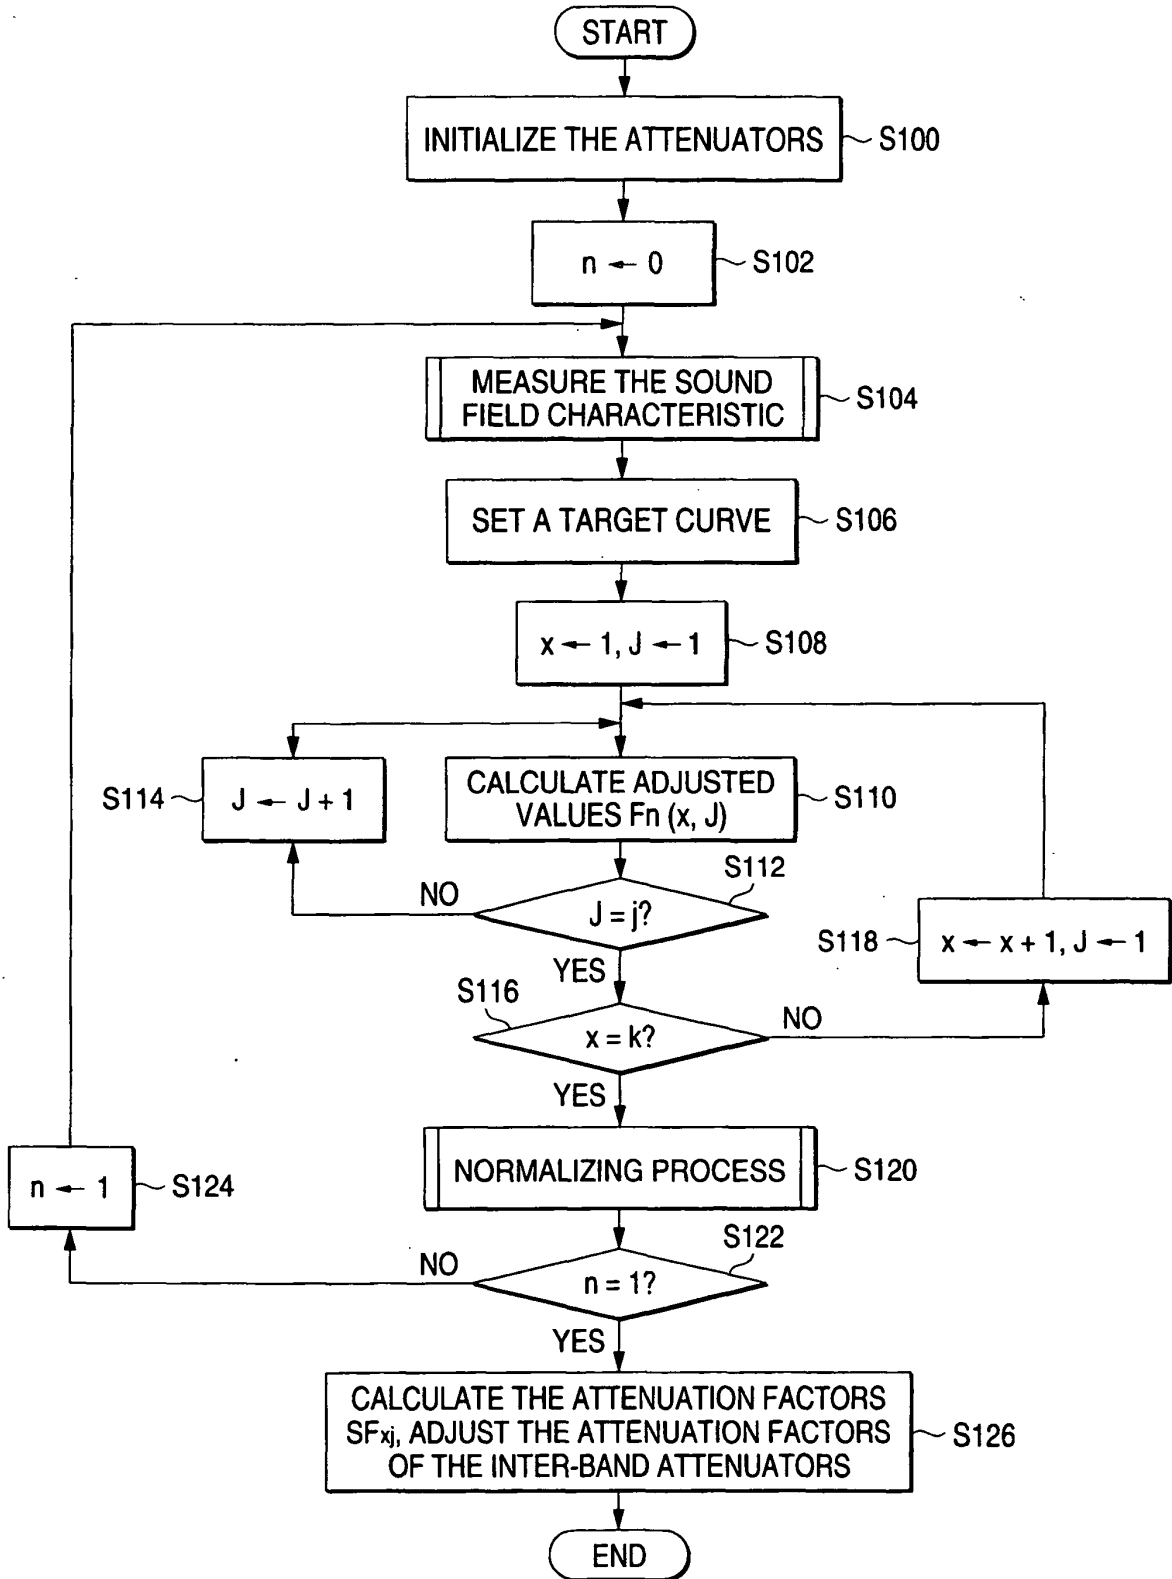 START
INITIALIZE THE ATTENUATORS
S100
n ← 0
S102
MEASURE THE SOUND
FIELD CHARACTERISTIC
S104
SET A TARGET CURVE
S106
x ← 1, J ← 1
S108
S114
J ← J + 1
CALCULATE ADJUSTED
VALUES Fn (x, J)
S110
S112
NO
J = j?
YES
S118
x ← x + 1, J ← 1
S116
x = k?
NO
YES
NORMALIZING PROCESS
S120
n ← 1
S124
S122
NO
n = 1?
YES
CALCULATE THE ATTENUATION FACTORS
SFxj, ADJUST THE ATTENUATION FACTORS
OF THE INTER-BAND ATTENUATORS
S126
END